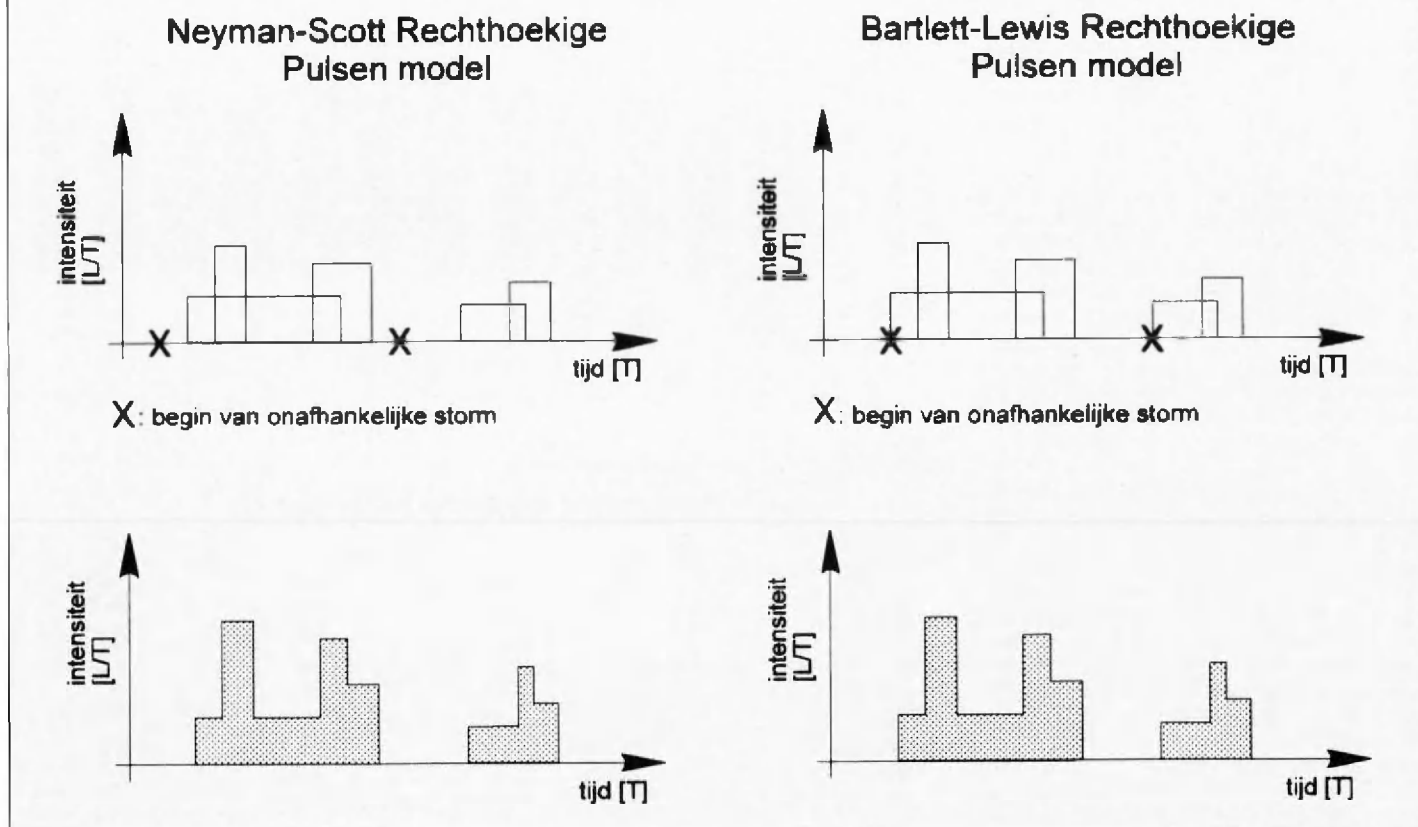 Neyman-Scott Rechthoekige
Pulsen model
intensiteit
[L/T]
tijd [T]
X: begin van onafhankelijke storm
Bartlett-Lewis Rechthoekige
Pulsen model
intensiteit
[L/T]
tijd [T]
X: begin van onafhankelijke storm
intensiteit
[L/T]
tijd [T]
intensiteit
[L/T]
tijd [T]